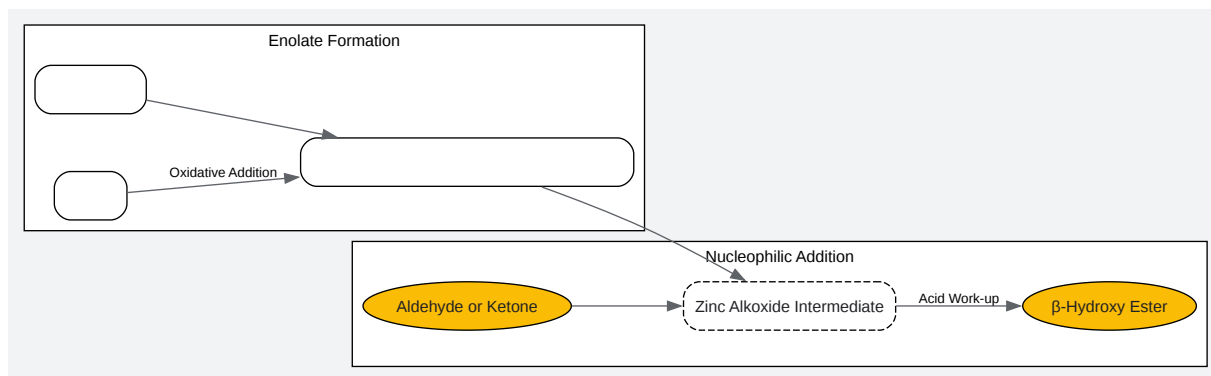 Enolate Formation
Oxidative Addition
Nucleophilic Addition
Aldehyde or Ketone
Zinc Alkoxide Intermediate
Acid Work-up
β-Hydroxy Ester